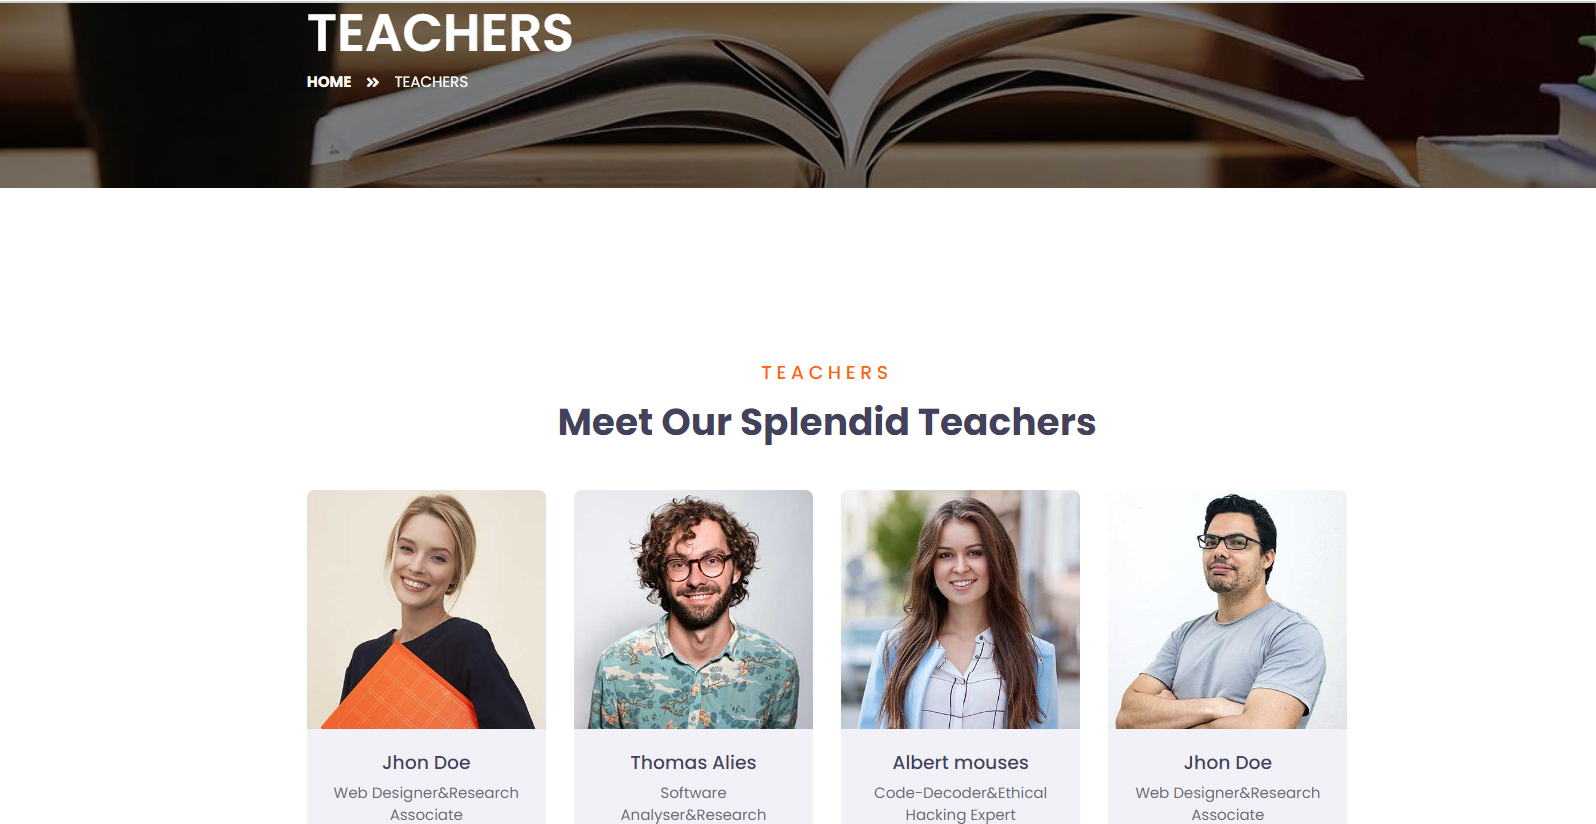 TEACHERS
HOME » TEACHERS
TEACHERS
Meet Our Splendid Teachers
Jhon Doe
Web Designer&Research
Associate
Thomas Alies
Software
Analyser&Research
Albert mouses
Code-Decoder&Ethical
Hacking Expert
Jhon Doe
Web Designer&Research
Associate